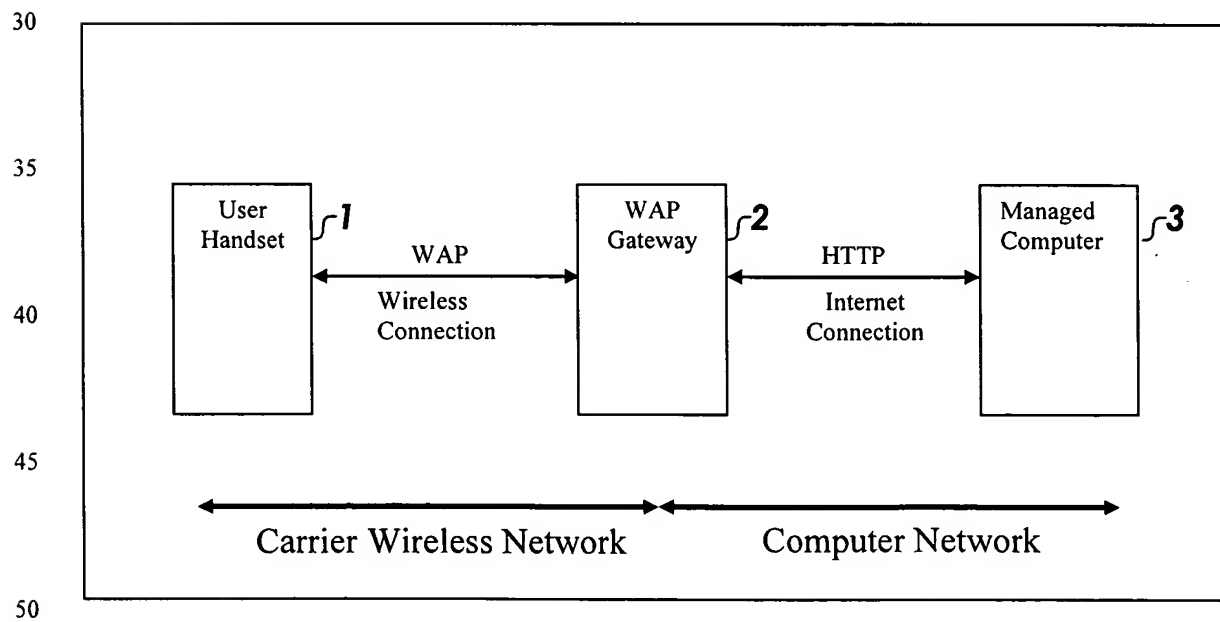 30
35
User
Handset
1
WAP
Gateway
2
Managed
Computer
3
WAP
HTTP
Wireless
Connection
Internet
Connection
40
45
Carrier Wireless Network
Computer Network
50